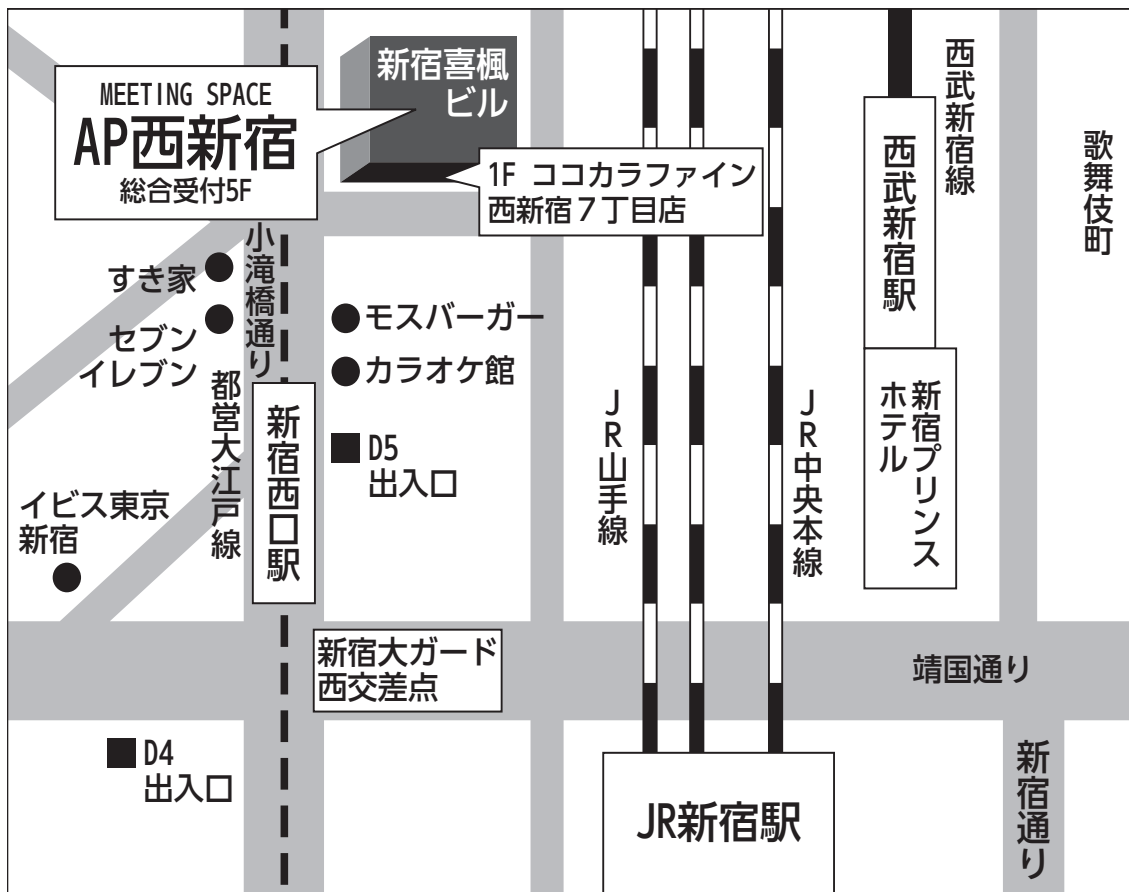 MEETING SPACE
AP西新宿
総合受付5F
新宿喜楓
ビル
1F ココカラファイン
西新宿７丁目店
西武新宿線
西武新宿駅
歌舞伎町
小滝橋通り
すき家
セブン
イレブン
モスバーガー
カラオケ館
都営大江戸線
新宿西口駅
D5
出入口
JR山手線
JR中央本線
新宿プリンス
ホテル
イビス東京
新宿
新宿大ガード
西交差点
靖国通り
D4
出入口
JR新宿駅
新宿通り